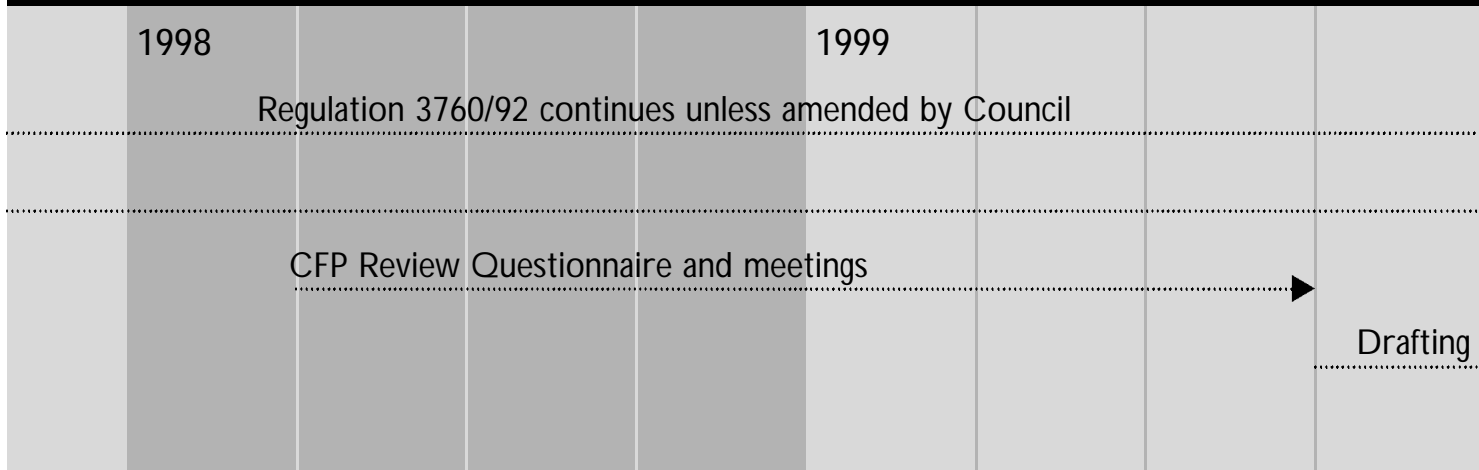 1998
1999
Regulation 3760/92 continues unless amended by Council
CFP Review Questionnaire and meetings
Drafting